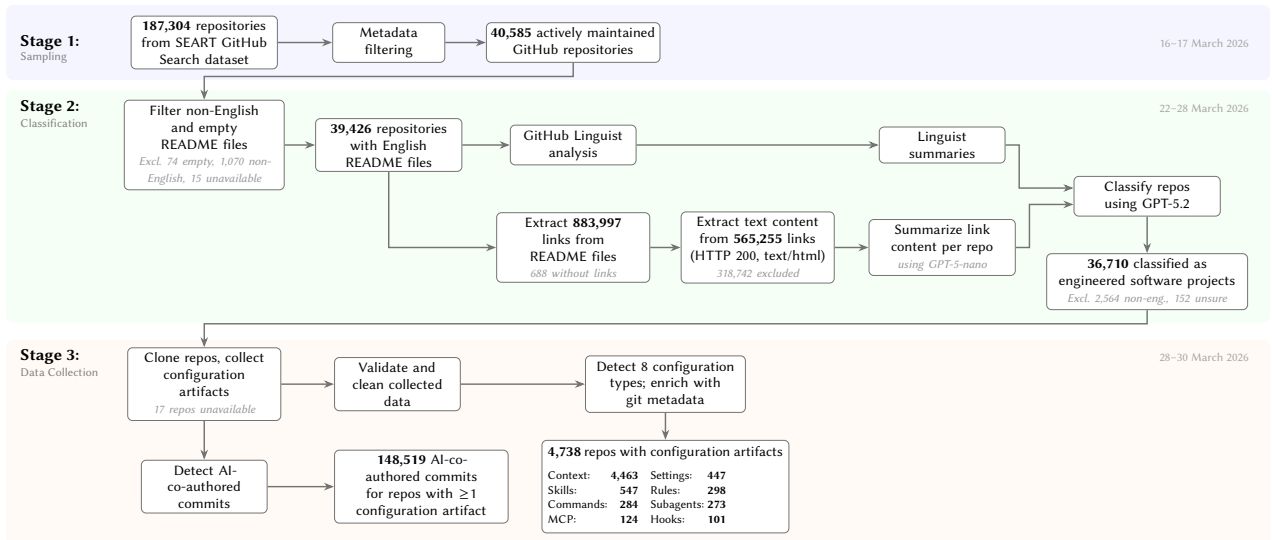 Stage 1:
Sampling
187,304 repositories
from SEART GitHub
Search dataset
Metadata
filtering
40,585 actively maintained
GitHub repositories
16–17 March 2026
Stage 2:
Classification
22–28 March 2026
Filter non-English
and empty
README files
Excl. 74 empty, 1,070 non-
English, 15 unavailable
39,426 repositories
with English
README files
GitHub Linguist
analysis
Linguist
summaries
Extract 883,997
links from
README files
688 without links
Extract text content
from 565,255 links
(HTTP 200, text/html)
318,742 excluded
Summarize link
content per repo
using GPT-5-nano
Classify repos
using GPT-5.2
36,710 classified as
engineered software projects
Excl. 2,564 non-eng., 152 unsure
Stage 3:
Data Collection
28–30 March 2026
Clone repos, collect
configuration
artifacts
17 repos unavailable
Validate and
clean collected
data
Detect 8 configuration
types; enrich with
git metadata
Detect AI-
co-authored
commits
148,519 AI-co-
authored commits
for repos with ≥1
configuration artifact
4,738 repos with configuration artifacts
Context: 4,463 Settings: 447
Skills: 547 Rules: 298
Commands: 284 Subagents: 273
MCP: 124 Hooks: 101